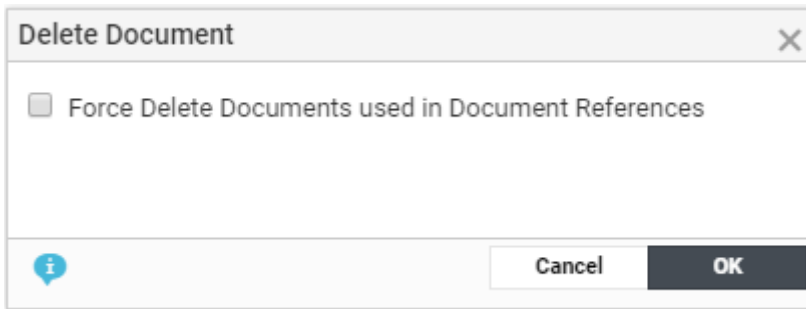 Delete Document
Force Delete Documents used in Document References
Cancel OK